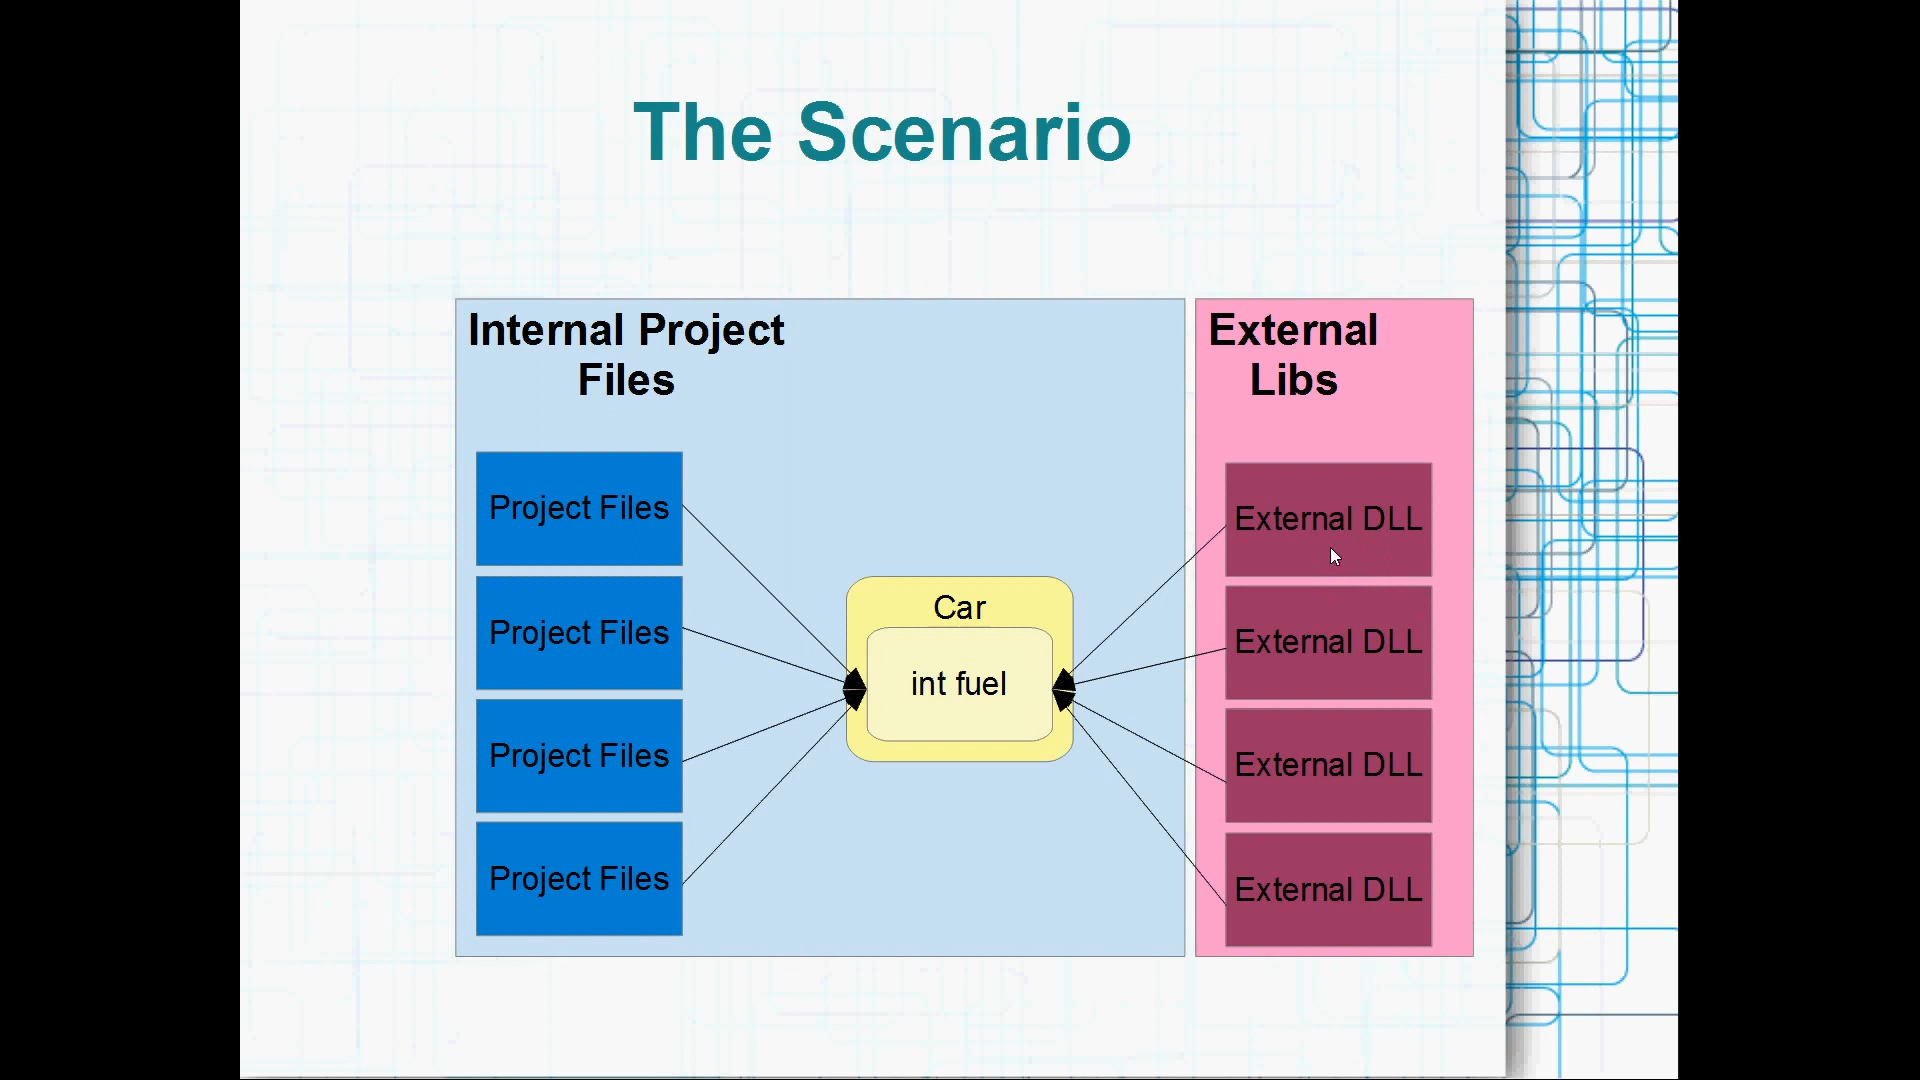 The Scenario
Internal Project
Files
External
Libs
Project Files
Project Files
Project Files
Project Files
Car
int fuel
External DLL
External DLL
External DLL
External DLL